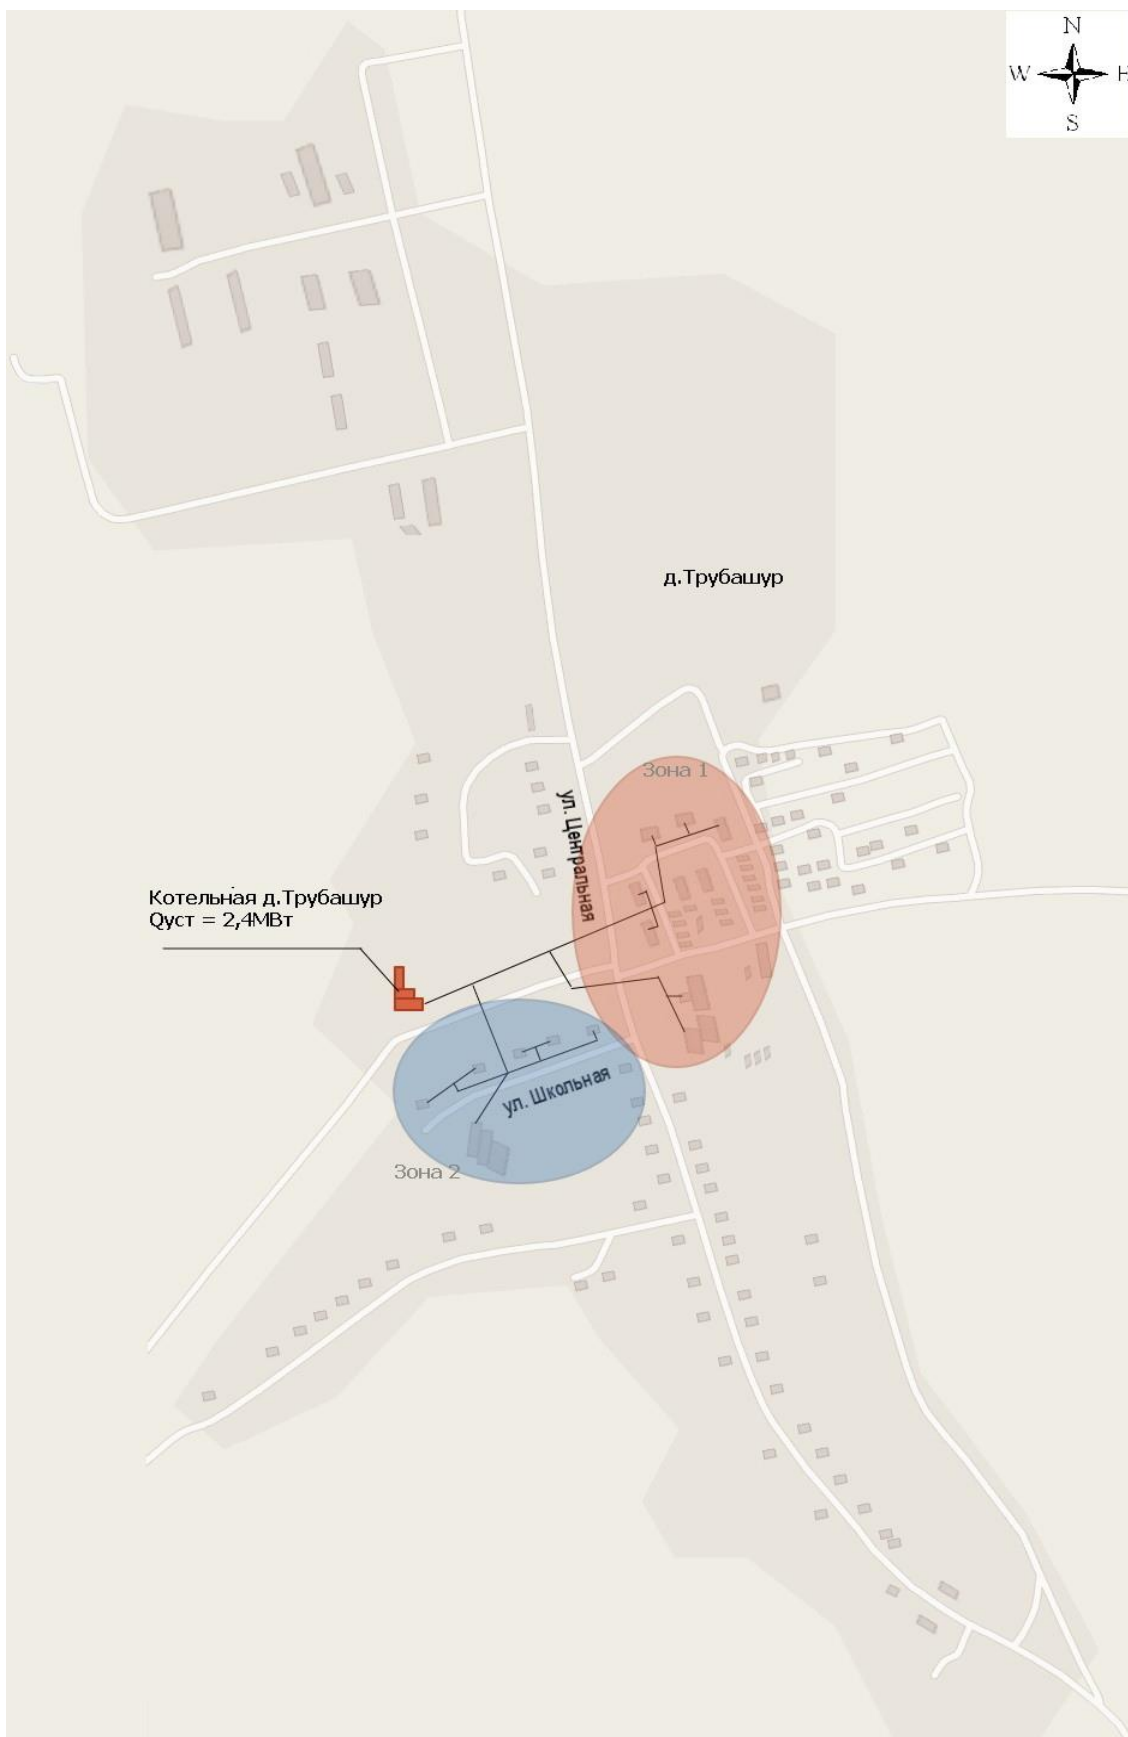 N
W
S
д.Трубашур
Зона 1
ул. Центральная
Котельная д.Трубашур
Qуст = 2,4МВт
ул. Школьная
Зона 2